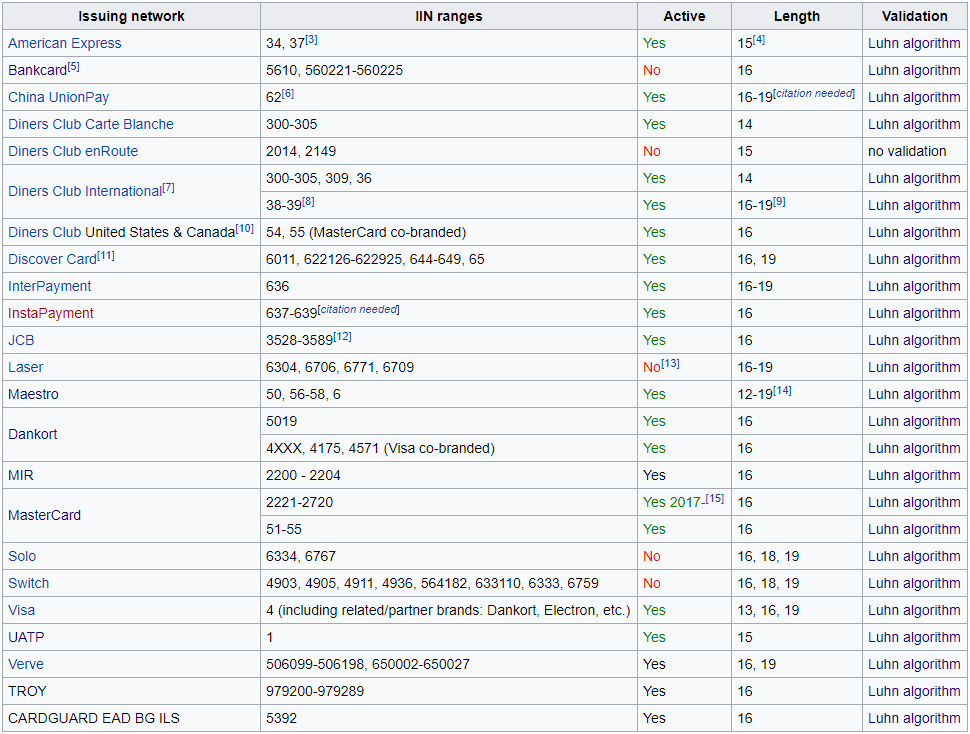 Issuing network IIN ranges Active Length Validation
American Express 34, 37[3] Yes 15[4] Luhn algorithm
Bankcard[5] 5610, 560221-560225 No 16 Luhn algorithm
China UnionPay 62[6] Yes 16-19[citation needed] Luhn algorithm
Diners Club Carte Blanche 300-305 Yes 14 Luhn algorithm
Diners Club enRoute 2014, 2149 No 15 no validation
Diners Club International[7] 300-305, 309, 36 Yes 14 Luhn algorithm
38-39[8] Yes 16-19[9] Luhn algorithm
Diners Club United States & Canada[10] 54, 55 (MasterCard co-branded) Yes 16 Luhn algorithm
Discover Card[11] 6011, 622126-622925, 644-649, 65 Yes 16, 19 Luhn algorithm
InterPayment 636 Yes 16-19 Luhn algorithm
InstaPayment 637-639[citation needed] Yes 16 Luhn algorithm
JCB 3528-3589[12] Yes 16 Luhn algorithm
Laser 6304, 6706, 6771, 6709 No[13] 16-19 Luhn algorithm
Maestro 50, 56-58, 6 Yes 12-19[14] Luhn algorithm
Dankort 5019 Yes 16 Luhn algorithm
4XXX, 4175, 4571 (Visa co-branded) Yes 16 Luhn algorithm
MIR 2200 - 2204 Yes 16 Luhn algorithm
MasterCard 2221-2720 Yes 2017-[15] 16 Luhn algorithm
51-55 Yes 16 Luhn algorithm
Solo 6334, 6767 No 16, 18, 19 Luhn algorithm
Switch 4903, 4905, 4911, 4936, 564182, 633110, 6333, 6759 No 16, 18, 19 Luhn algorithm
Visa 4 (including related/partner brands: Dankort, Electron, etc.) Yes 13, 16, 19 Luhn algorithm
UATP 1 Yes 15 Luhn algorithm
Verve 506099-506198, 650002-650027 Yes 16, 19 Luhn algorithm
TROY 979200-979289 Yes 16 Luhn algorithm
CARDGUARD EAD BG ILS 5392 Yes 16 Luhn algorithm